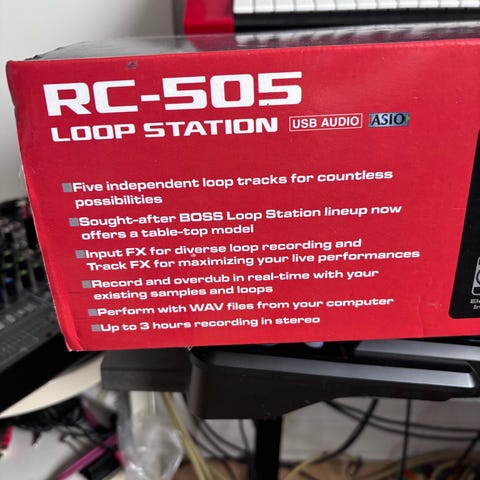 RC-505
LOOP STATION USB AUDIO ASIO
Five independent loop tracks for countless
possibilities
Sought-after BOSS Loop Station lineup now
offers a table-top model
Input FX for diverse loop recording and
Track FX for maximizing your live performances
Record and overdub in real-time with your
existing samples and loops
Perform with WAV files from your computer
Up to 3 hours recording in stereo